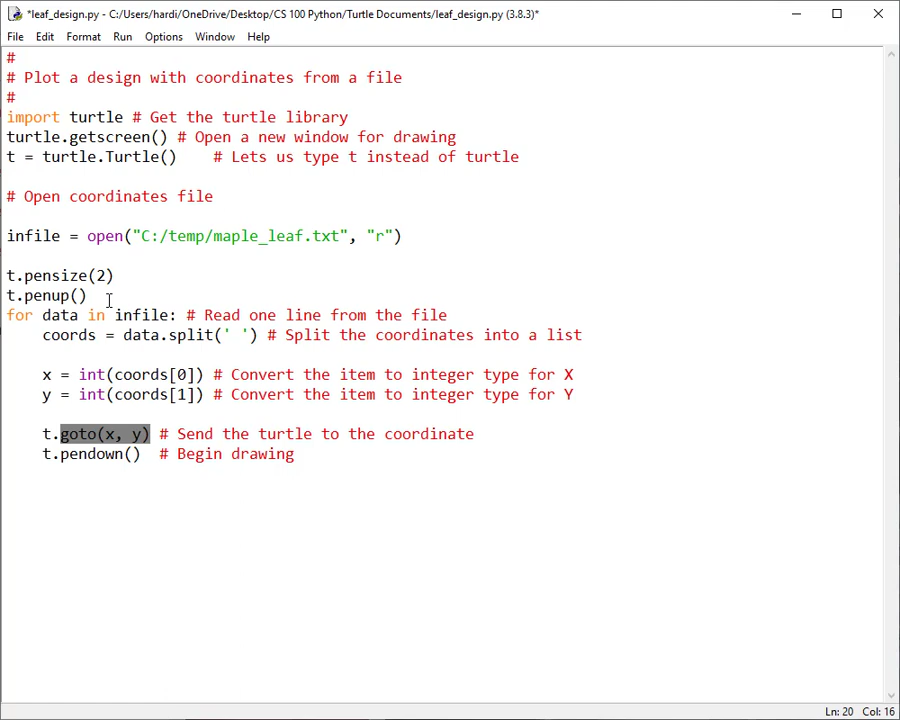 *leaf_design.py - C:/Users/hardi/OneDrive/Desktop/CS 100 Python/Turtle Documents/leaf_design.py (3.8.3)*
File Edit Format Run Options Window Help
#
# Plot a design with coordinates from a file
#
import turtle # Get the turtle library
turtle.getscreen() # Open a new window for drawing
t = turtle.Turtle()    # Lets us type t instead of turtle
# Open coordinates file
infile = open("C:/temp/maple_leaf.txt", "r")
t.pensize(2)
t.penup()
for data in infile: # Read one line from the file
    coords = data.split(' ') # Split the coordinates into a list
    x = int(coords[0]) # Convert the item to integer type for X
    y = int(coords[1]) # Convert the item to integer type for Y
    t.goto(x, y) # Send the turtle to the coordinate
    t.pendown()  # Begin drawing
Ln: 20 Col: 16